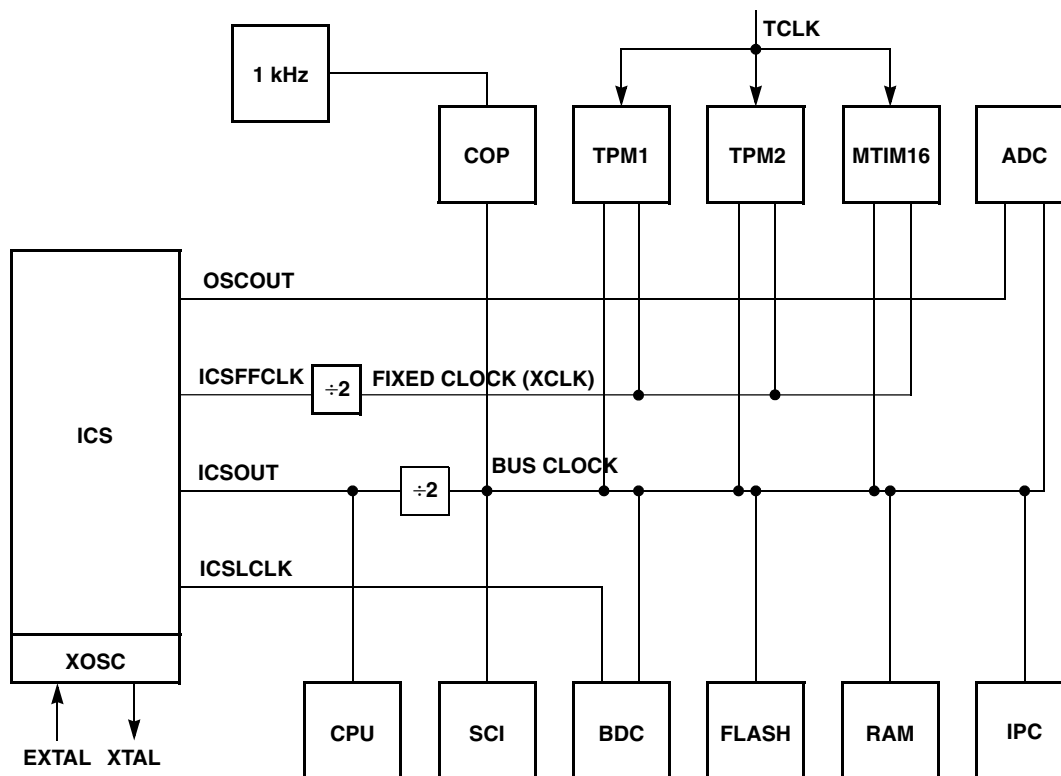 TCLK
1 kHz
COP
TPM1
TPM2
MTIM16
ADC
OSCOUT
ICSFFCLK
÷2
FIXED CLOCK (XCLK)
ICS
ICSOUT
÷2
BUS CLOCK
ICSLCLK
XOSC
EXTAL
XTAL
CPU
SCI
BDC
FLASH
RAM
IPC